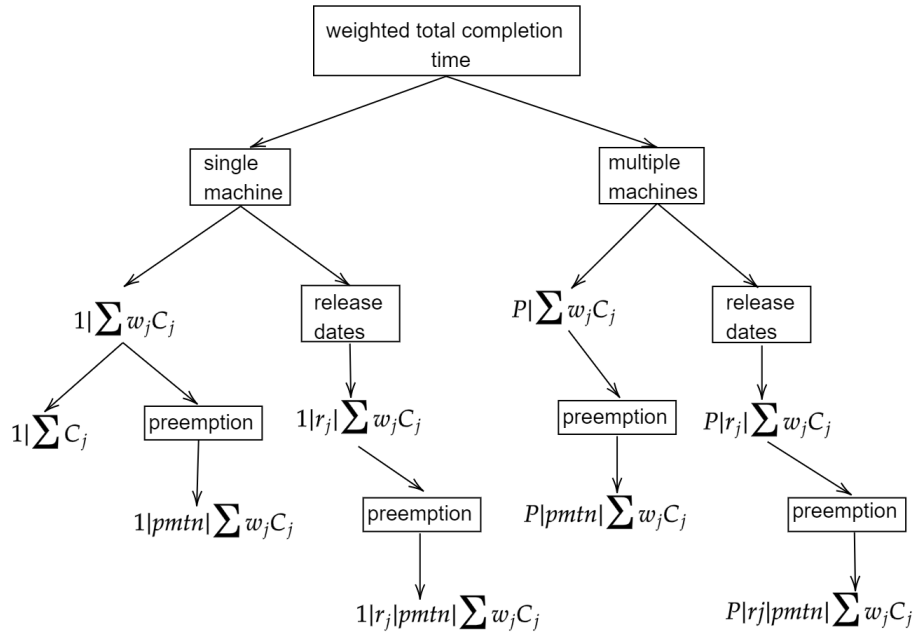 weighted total completion
time
single
machine
multiple
machines
1|∑ w_jC_j
release
dates
P|∑ w_jC_j
release
dates
1|∑ C_j
preemption
1|r_j|∑ w_jC_j
preemption
P|r_j|∑ w_jC_j
1|pmtn|∑ w_jC_j
preemption
P|pmtn|∑ w_jC_j
preemption
1|r_j|pmtn|∑ w_jC_j
P|rj|pmtn|∑ w_jC_j